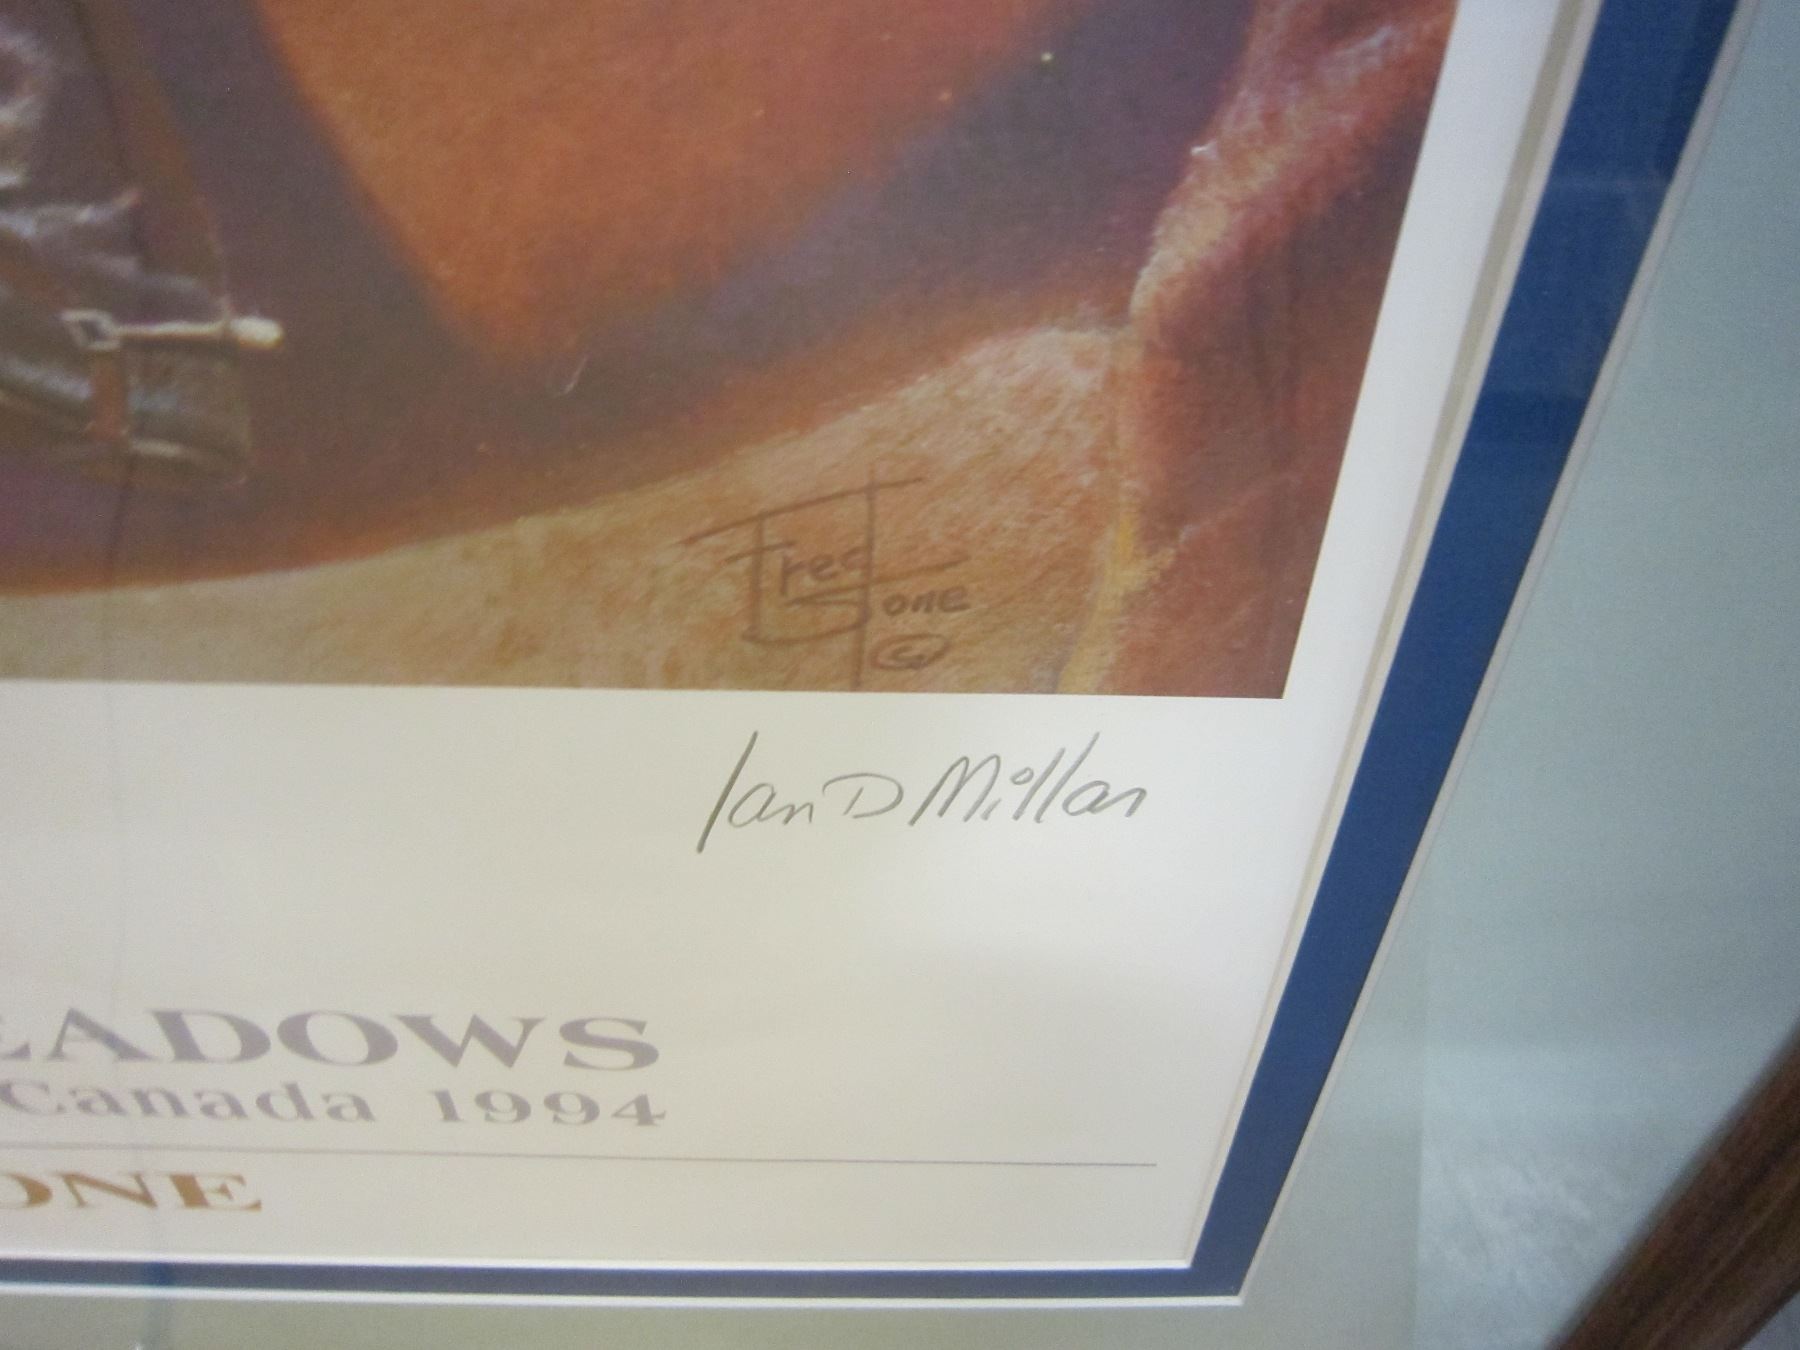 Fred
Stone
©
Ian D Millar
EADOWS
Canada 1994
ONE